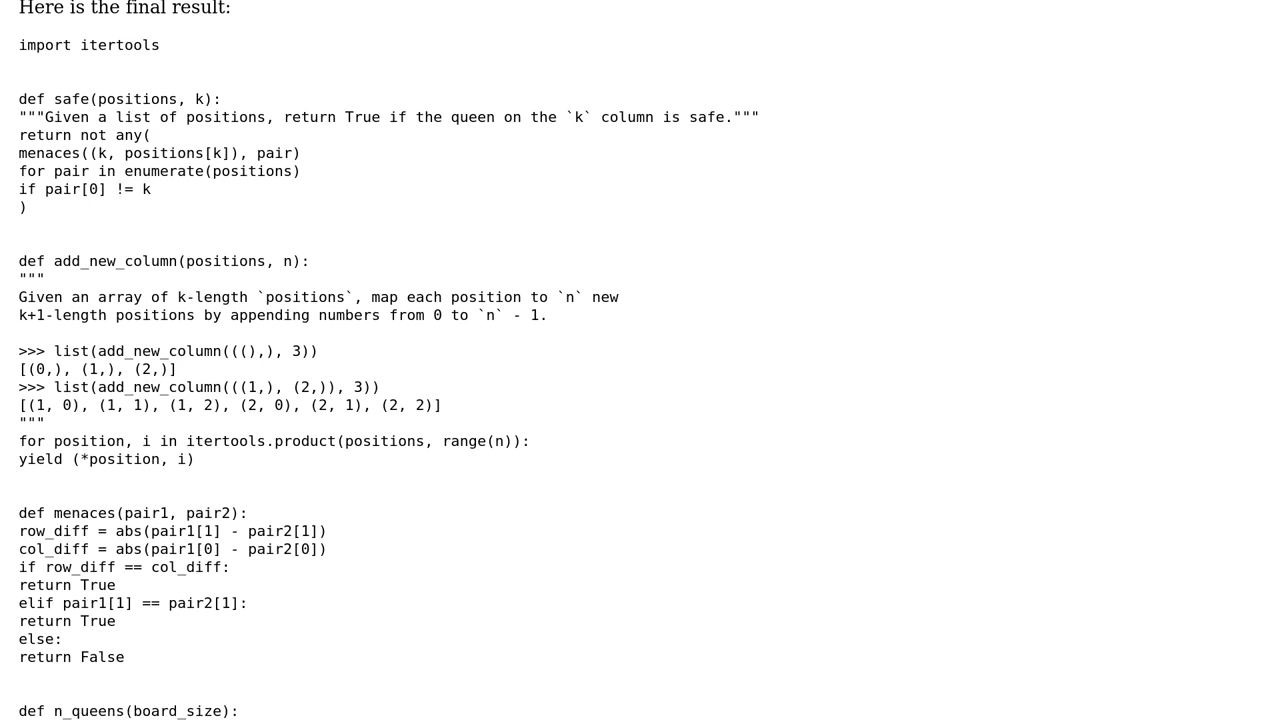 Here is the final result:
import itertools
def safe(positions, k):
"""Given a list of positions, return True if the queen on the `k` column is safe."""
return not any(
menaces((k, positions[k]), pair)
for pair in enumerate(positions)
if pair[0] != k
)
def add_new_column(positions, n):
"""
Given an array of k-length `positions`, map each position to `n` new
k+1-length positions by appending numbers from 0 to `n` - 1.
>>> list(add_new_column(((),), 3))
[(0,), (1,), (2,)]
>>> list(add_new_column(((1,), (2,)), 3))
[(1, 0), (1, 1), (1, 2), (2, 0), (2, 1), (2, 2)]
"""
for position, i in itertools.product(positions, range(n)):
yield (*position, i)
def menaces(pair1, pair2):
row_diff = abs(pair1[1] - pair2[1])
col_diff = abs(pair1[0] - pair2[0])
if row_diff == col_diff:
return True
elif pair1[1] == pair2[1]:
return True
else:
return False
def n_queens(board_size):